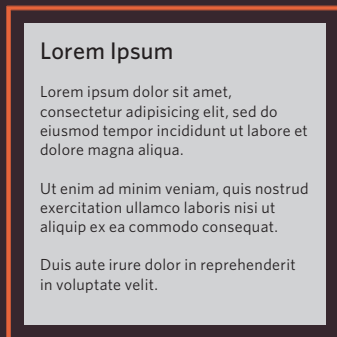 Lorem Ipsum
Lorem ipsum dolor sit amet,
consectetur adipisicing elit, sed do
eiusmod tempor incididunt ut labore et
dolore magna aliqua.
Ut enim ad minim veniam, quis nostrud
exercitation ullamco laboris nisi ut
aliquip ex ea commodo consequat.
Duis aute irure dolor in reprehenderit
in voluptate velit.